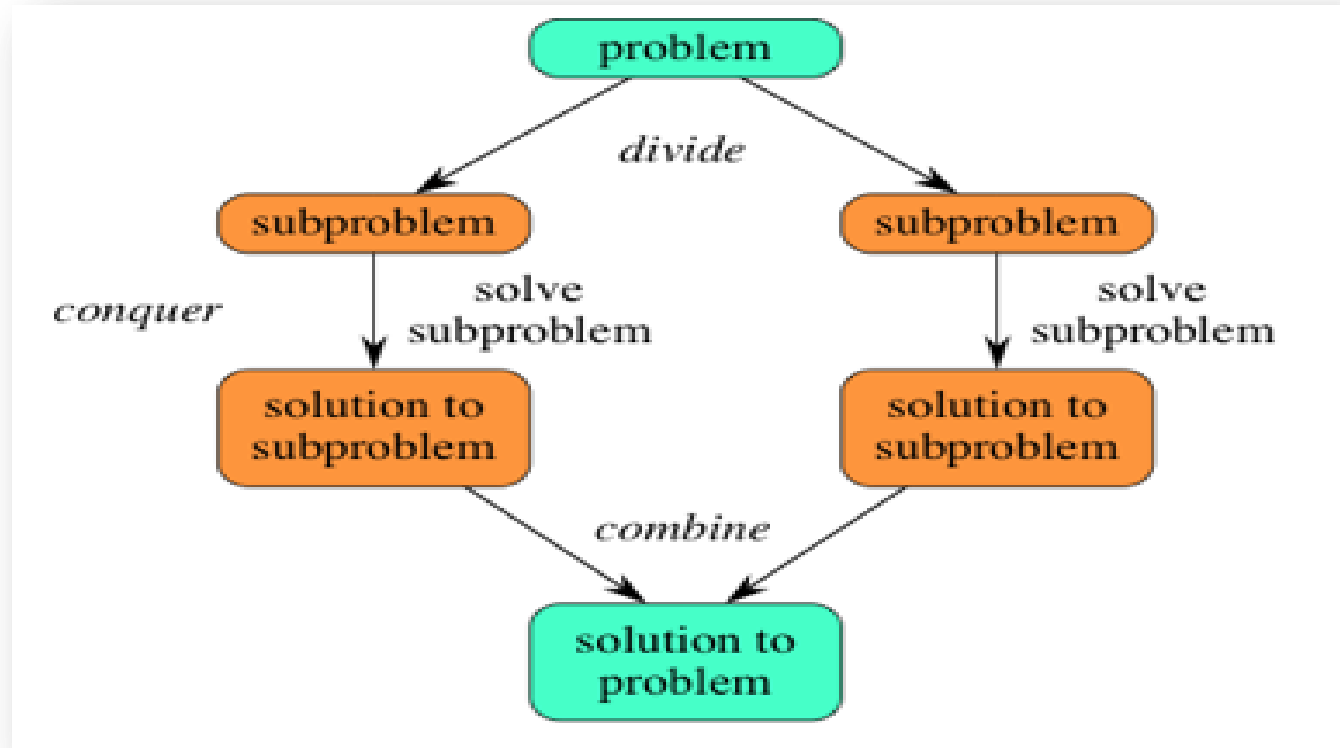 problem
divide
subproblem
subproblem
conquer
solve
subproblem
solve
subproblem
solution to
subproblem
solution to
subproblem
combine
solution to
problem